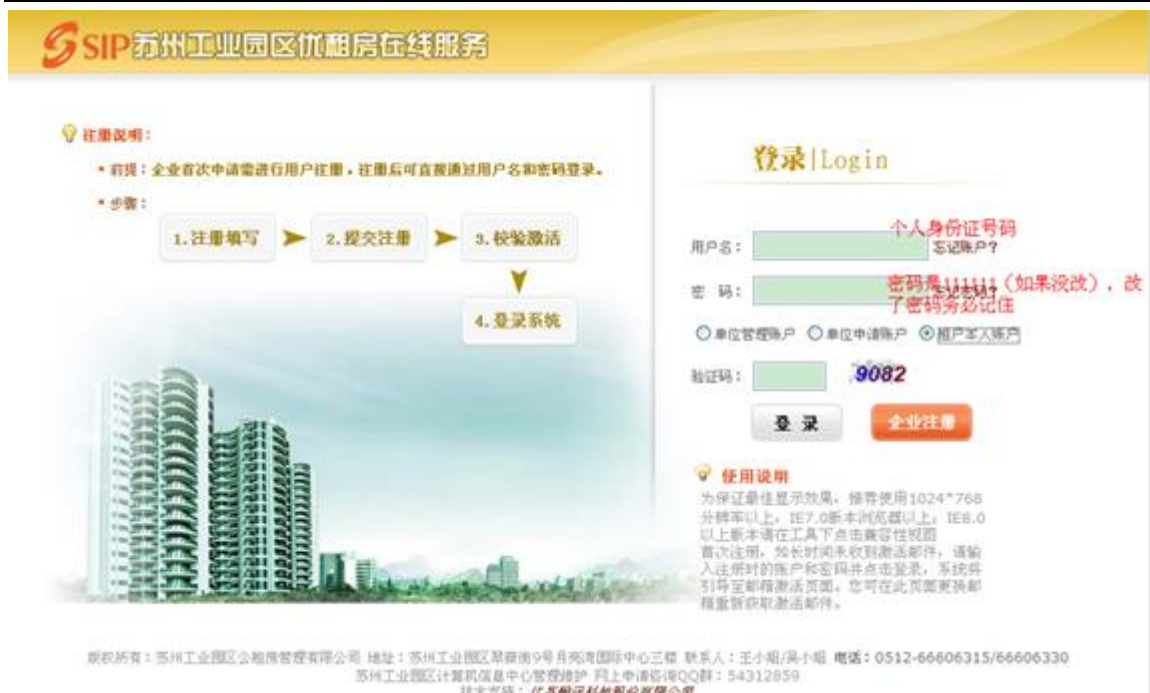 SIP苏州工业园区优租房在线服务
注册说明：
• 前提：企业首次申请需进行用户注册，注册后可直接通过用户名和密码登录。
• 步骤：
1.注册填写
2.提交注册
3.校验激活
4.登录系统
登录|Login
个人身份证号码
用户名：
忘记账户?
密 码：
密码是111111（如果没改），改
了密码务必记住
单位管理账户 单位申请账户 租户本人账户
验证码：
9082
登 录
企业注册
使用说明
为保证最佳显示效果，推荐使用1024*768
分辨率以上，IE7.0版本浏览器以上；IE8.0
以上版本请在工具下点击兼容性视图
首次注册，如长时间未收到激活邮件，请输
入注册时的账户和密码并点击登录，系统将
引导至邮箱激活页面，您可在此页面更换邮
箱重新获取激活邮件。
版权所有：苏州工业园区公租房管理有限公司 地址：苏州工业园区翠薇街9号月亮湾国际中心三楼 联系人：王小姐/吴小姐 电话：0512-66606315/66606330
苏州工业园区计算机信息中心管理维护 网上申请咨询QQ群：54312859